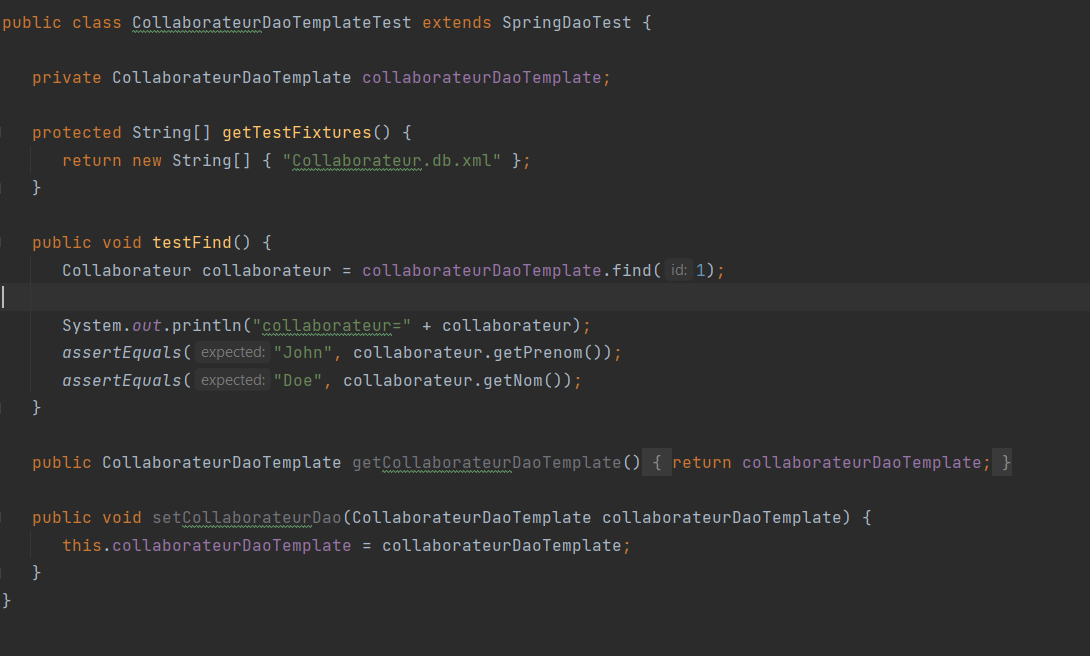 public class CollaborateurDaoTemplateTest extends SpringDaoTest {
private CollaborateurDaoTemplate collaborateurDaoTemplate;
protected String[] getTestFixtures() {
return new String[] { "Collaborateur.db.xml" };
}
public void testFind() {
Collaborateur collaborateur = collaborateurDaoTemplate.find( id: 1);
System.out.println("collaborateur=" + collaborateur);
assertEquals( expected: "John", collaborateur.getPrenom());
assertEquals( expected: "Doe", collaborateur.getNom());
}
public CollaborateurDaoTemplate getCollaborateurDaoTemplate() { return collaborateurDaoTemplate; }
public void setCollaborateurDao(CollaborateurDaoTemplate collaborateurDaoTemplate) {
this.collaborateurDaoTemplate = collaborateurDaoTemplate;
}
}